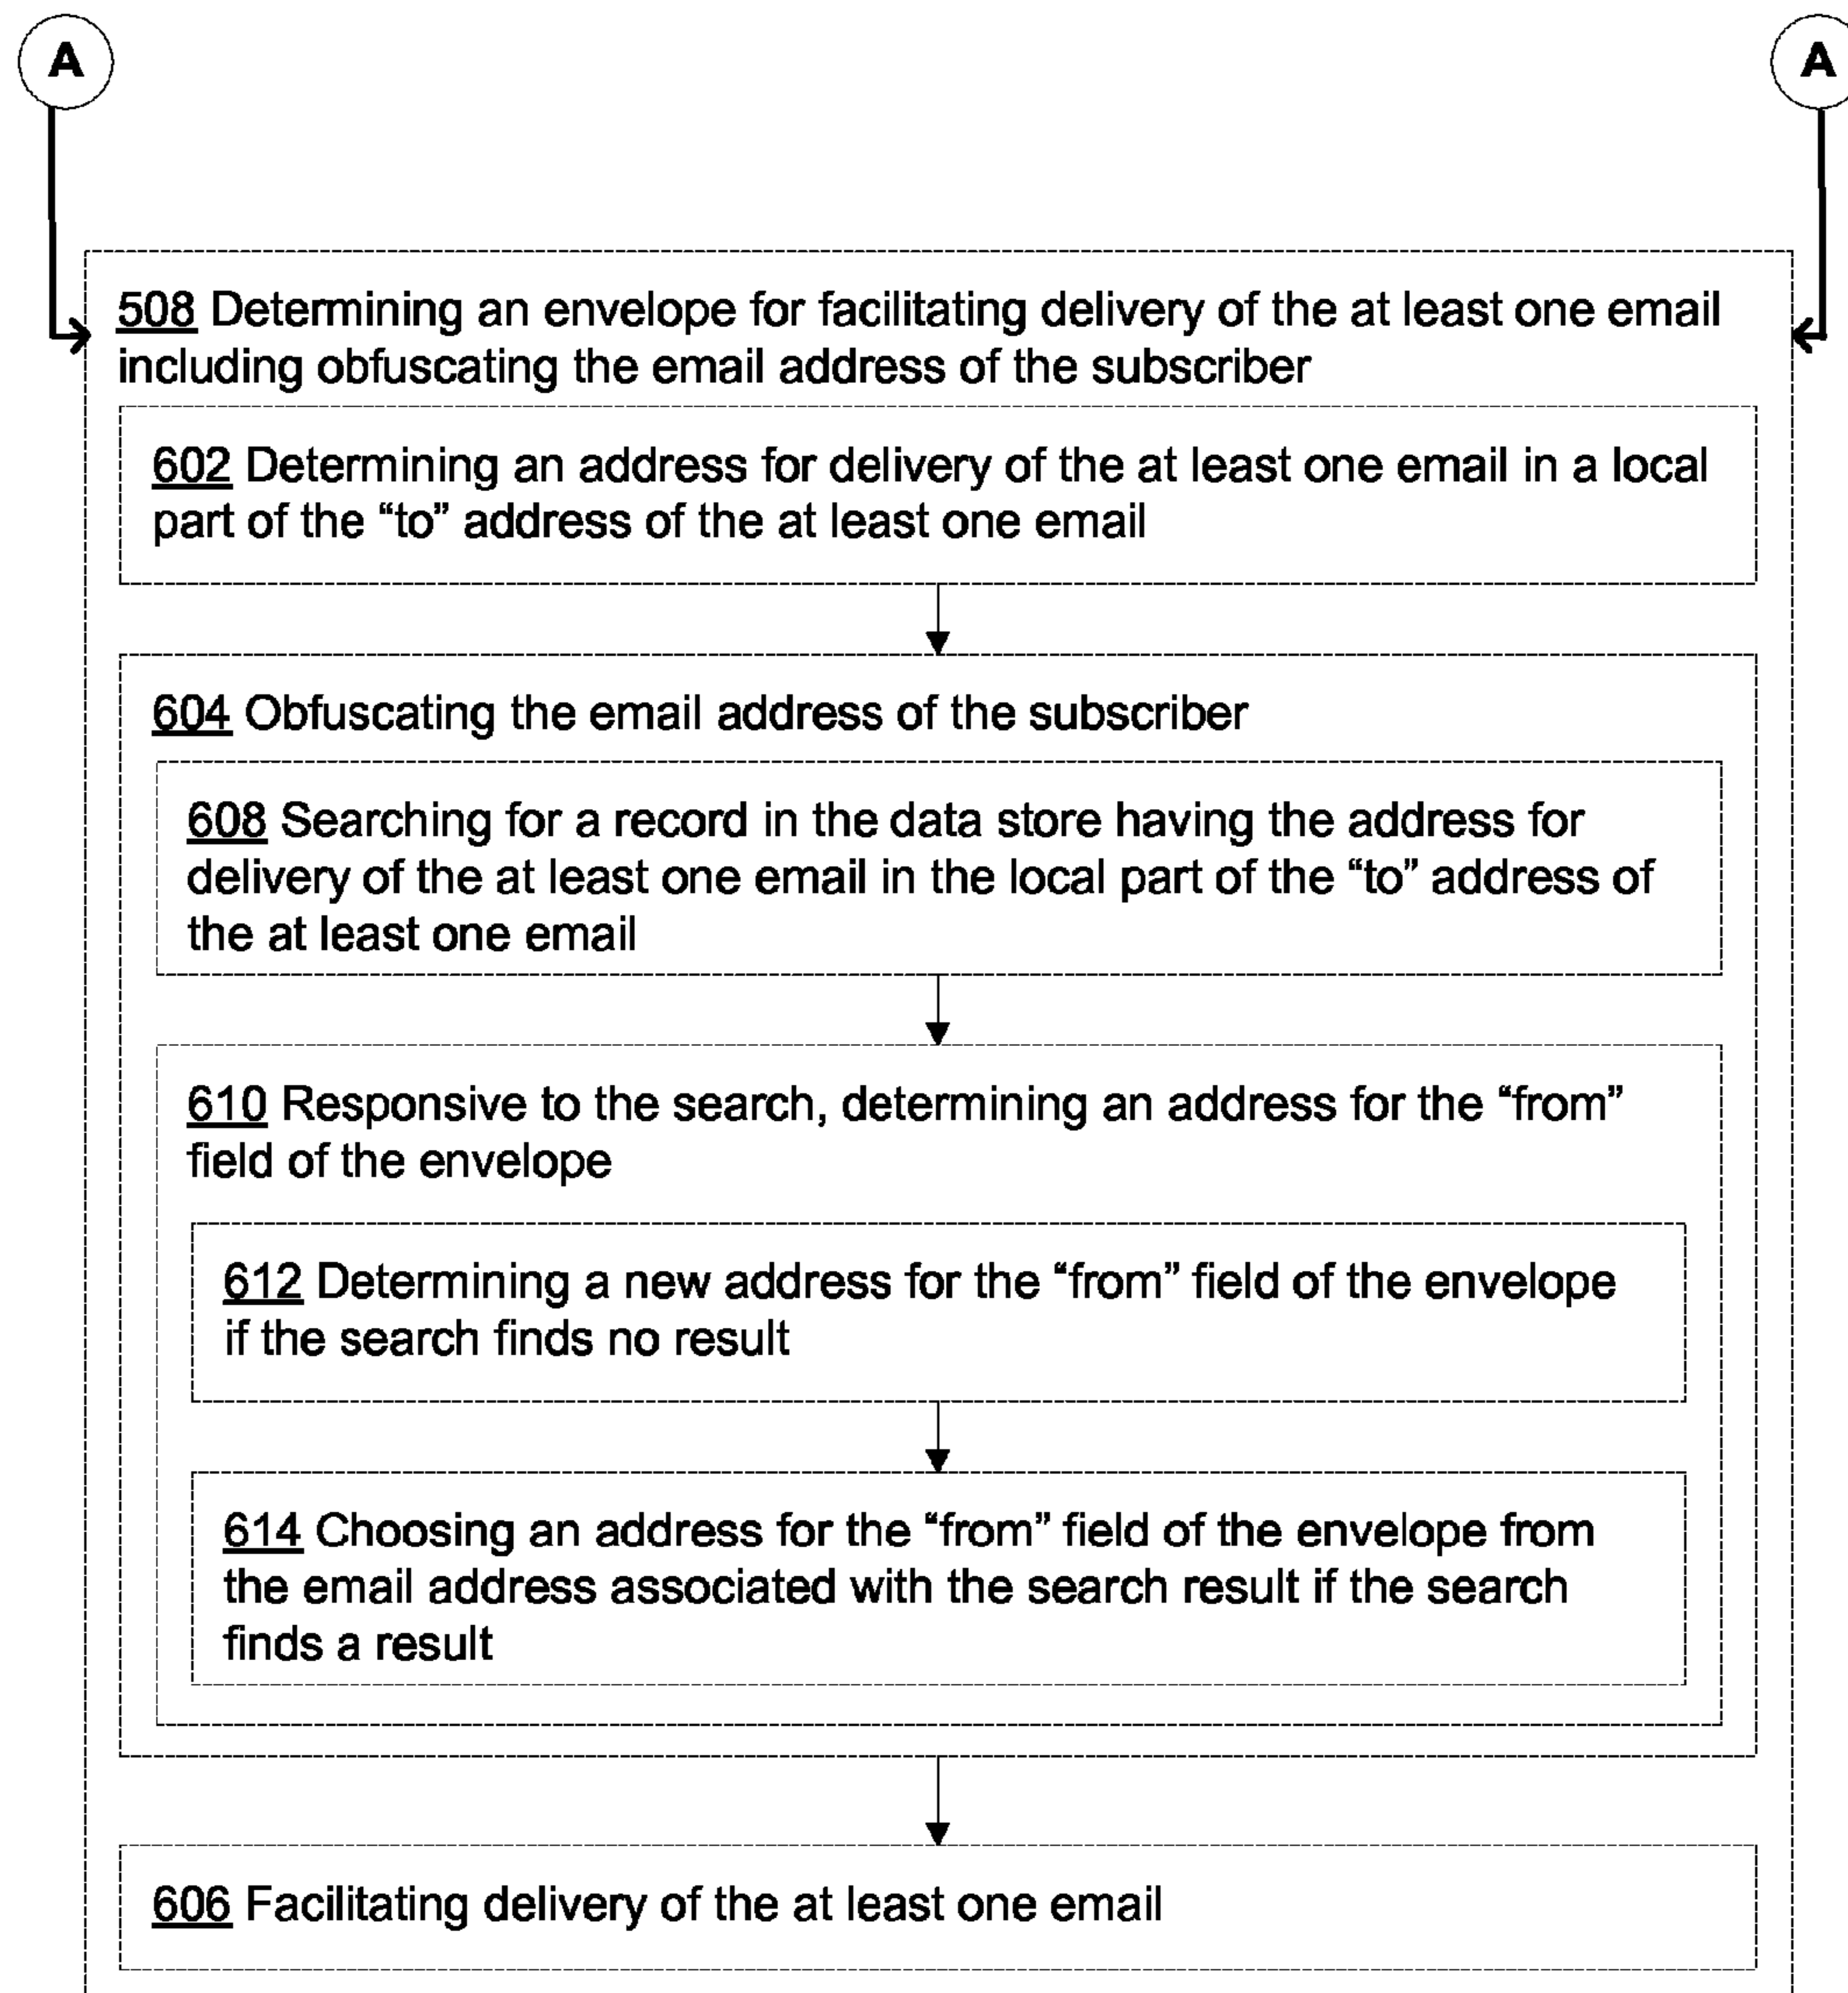 A
A
508 Determining an envelope for facilitating delivery of the at least one email
including obfuscating the email address of the subscriber
602 Determining an address for delivery of the at least one email in a local
part of the “to” address of the at least one email
604 Obfuscating the email address of the subscriber
608 Searching for a record in the data store having the address for
delivery of the at least one email in the local part of the “to” address of
the at least one email
610 Responsive to the search, determining an address for the “from”
field of the envelope
612 Determining a new address for the “from” field of the envelope
if the search finds no result
614 Choosing an address for the “from” field of the envelope from
the email address associated with the search result if the search
finds a result
606 Facilitating delivery of the at least one email